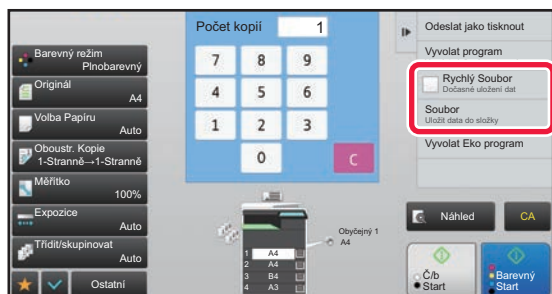 Počet kopií
1
Odeslat jako tisknout
Vyvolat program
Rychlý Soubor
Dočasné uložení dat
Soubor
Uložit data do složky
Vyvolat Eko program
Barevný režim
Plnobarevný
Originál
A4
Volba Papíru
Auto
Oboustr. Kopie
1-Stranně→1-Stranně
Měřítko
100%
Expozice
Auto
Třídit/skupinovat
Auto
Ostatní
7 8 9
4 5 6
1 2 3
0 C
Obyčejný 1
A4
1 A4
2 A4
3 B4
4 A3
Náhled
CA
Č/b
Start
Barevný
Start